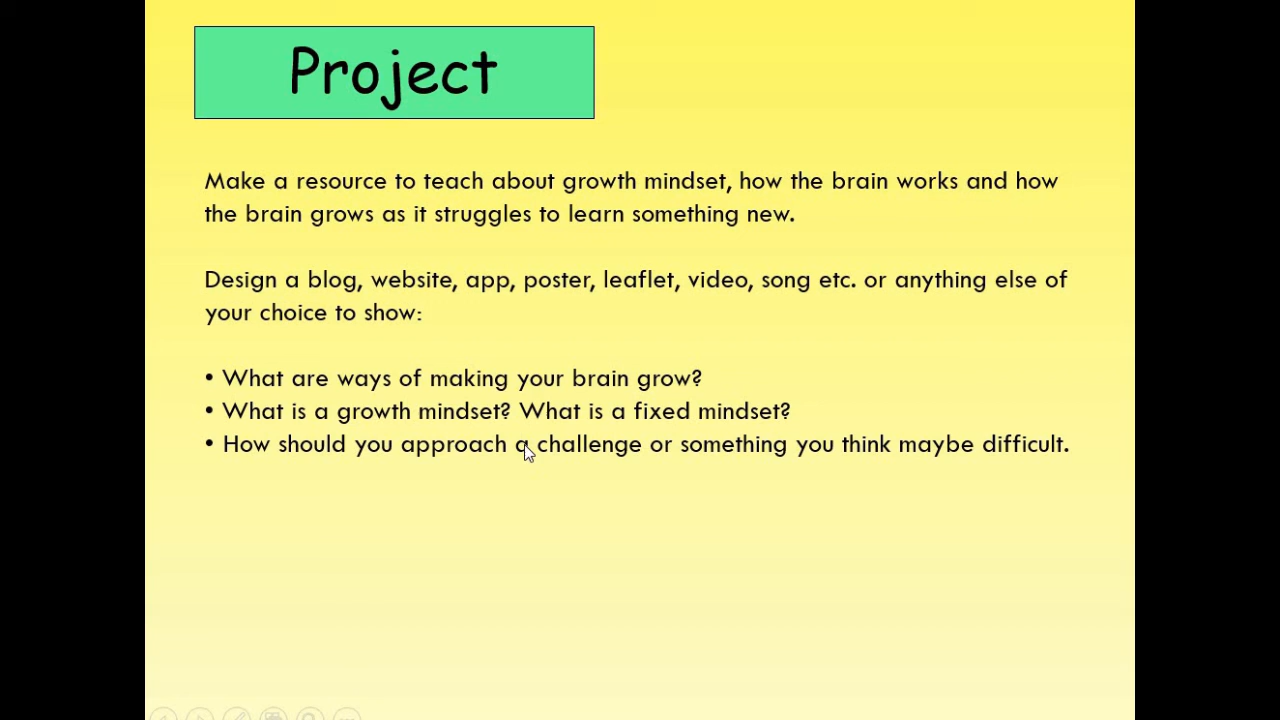 Project
Make a resource to teach about growth mindset, how the brain works and how
the brain grows as it struggles to learn something new.
Design a blog, website, app, poster, leaflet, video, song etc. or anything else of
your choice to show:
• What are ways of making your brain grow?
• What is a growth mindset? What is a fixed mindset?
• How should you approach a challenge or something you think maybe difficult.